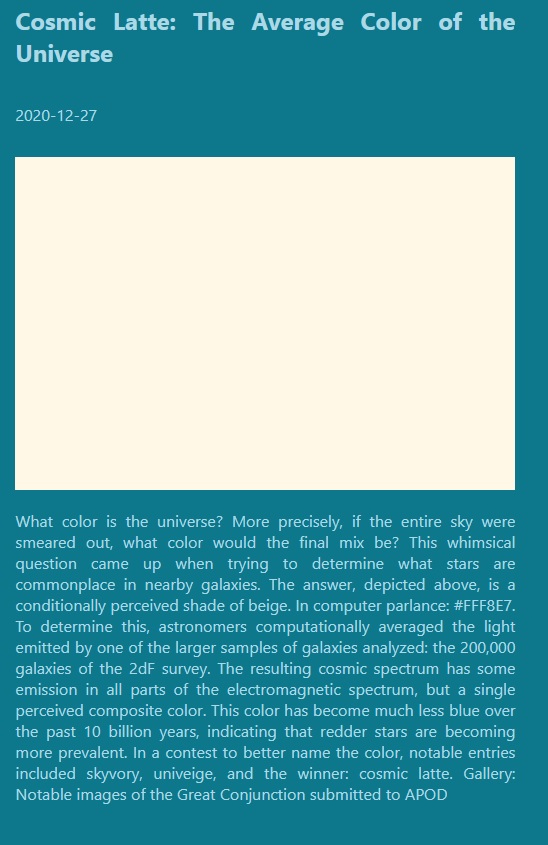 Cosmic Latte: The Average Color of the
Universe
2020-12-27
What color is the universe? More precisely, if the entire sky were
smeared out, what color would the final mix be? This whimsical
question came up when trying to determine what stars are
commonplace in nearby galaxies. The answer, depicted above, is a
conditionally perceived shade of beige. In computer parlance: #FFF8E7.
To determine this, astronomers computationally averaged the light
emitted by one of the larger samples of galaxies analyzed: the 200,000
galaxies of the 2dF survey. The resulting cosmic spectrum has some
emission in all parts of the electromagnetic spectrum, but a single
perceived composite color. This color has become much less blue over
the past 10 billion years, indicating that redder stars are becoming
more prevalent. In a contest to better name the color, notable entries
included skyvory, univeige, and the winner: cosmic latte. Gallery:
Notable images of the Great Conjunction submitted to APOD